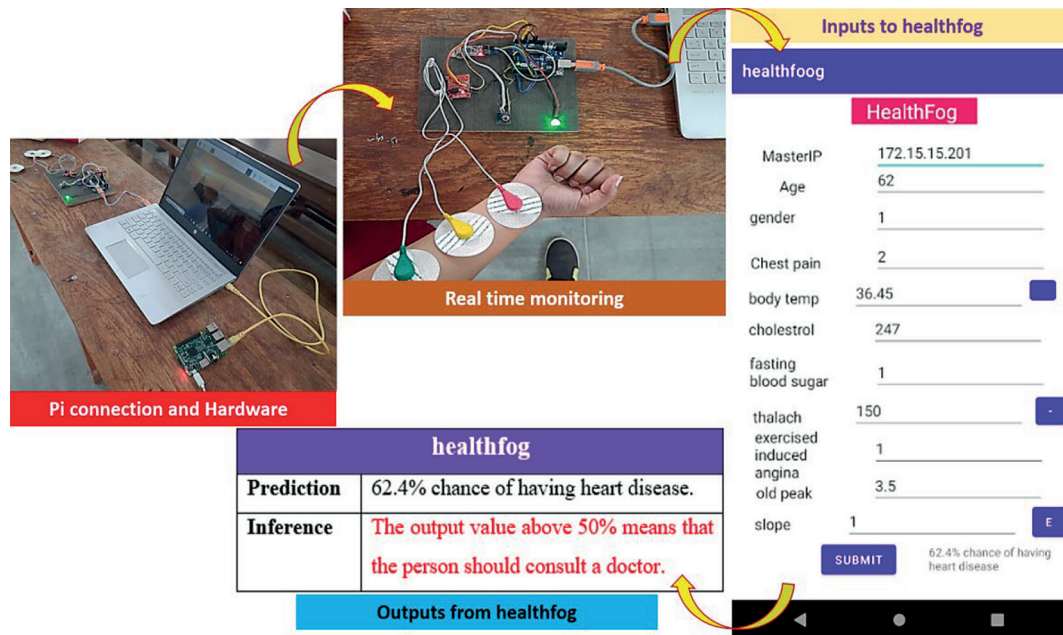 Pi connection and Hardware
Real time monitoring
Inputs to healthfog
healthfoog
HealthFog
MasterIP 172.15.15.201
Age 62
gender 1
Chest pain 2
body temp 36.45
cholestrol 247
fasting
blood sugar 1
thalach 150
-
exercised
induced
angina 1
old peak 3.5
slope 1
E
SUBMIT
62.4% chance of having
heart disease
healthfog
Prediction 62.4% chance of having heart disease.
Inference The output value above 50% means that
the person should consult a doctor.
Outputs from healthfog